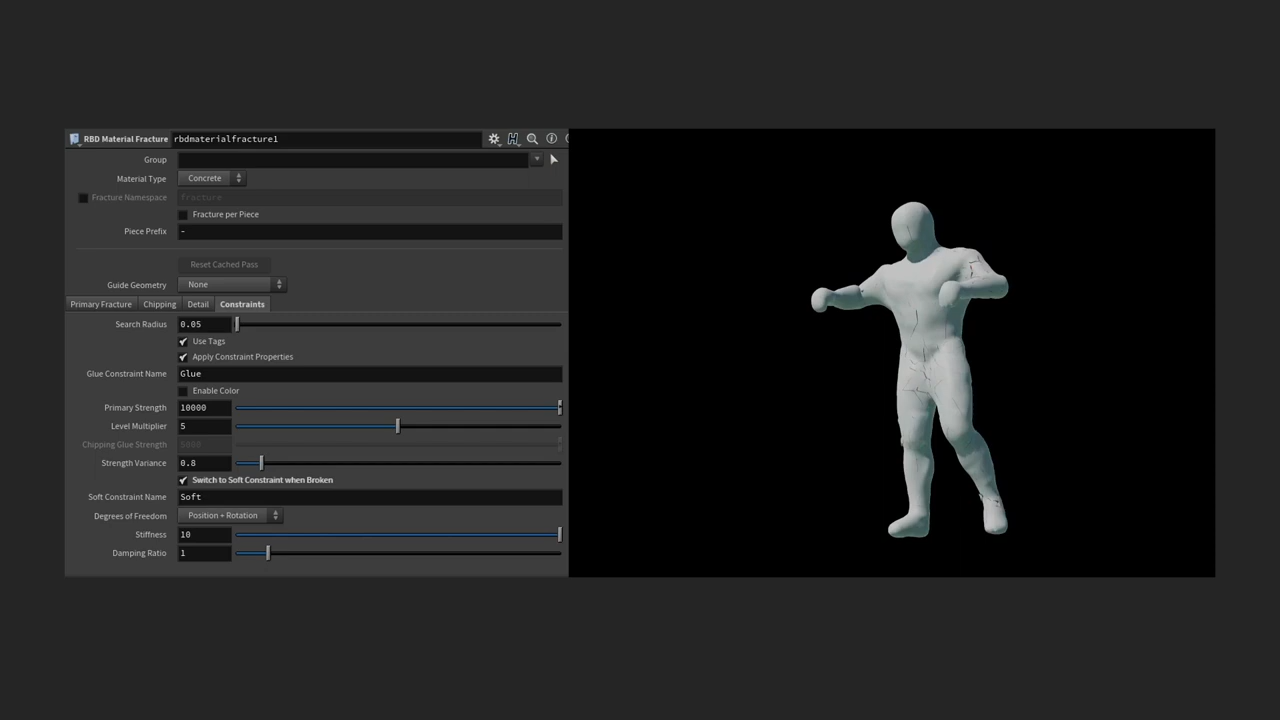 RBD Material Fracture rbdmaterialfracture1
Group
Material Type Concrete
Fracture Namespace fracture
Fracture per Piece
Piece Prefix -
Reset Cached Pass
Guide Geometry None
Primary Fracture Chipping Detail Constraints
Search Radius 0.05
Use Tags
Apply Constraint Properties
Glue Constraint Name Glue
Enable Color
Primary Strength 10000
Level Multiplier 5
Chipping Glue Strength 5000
Strength Variance 0.8
Switch to Soft Constraint when Broken
Soft Constraint Name Soft
Degrees of Freedom Position + Rotation
Stiffness 10
Damping Ratio 1